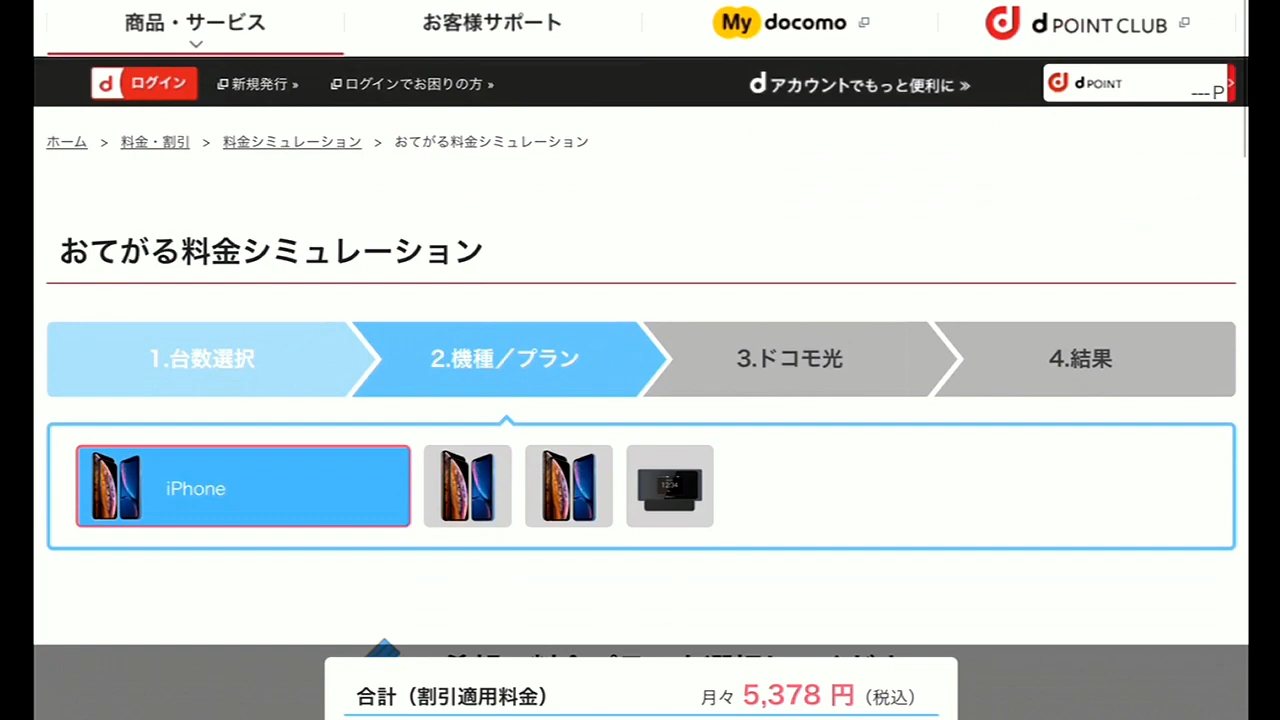 商品・サービス お客様サポート My docomo d POINT CLUB
d ログイン 新規発行 » ログインでお困りの方 » dアカウントでもっと便利に ≫ d POINT ---P
ホーム > 料金・割引 > 料金シミュレーション > おてがる料金シミュレーション
おてがる料金シミュレーション
1.台数選択 2.機種／プラン 3.ドコモ光 4.結果
iPhone
12:34
合計（割引適用料金） 月々 5,378 円（税込）